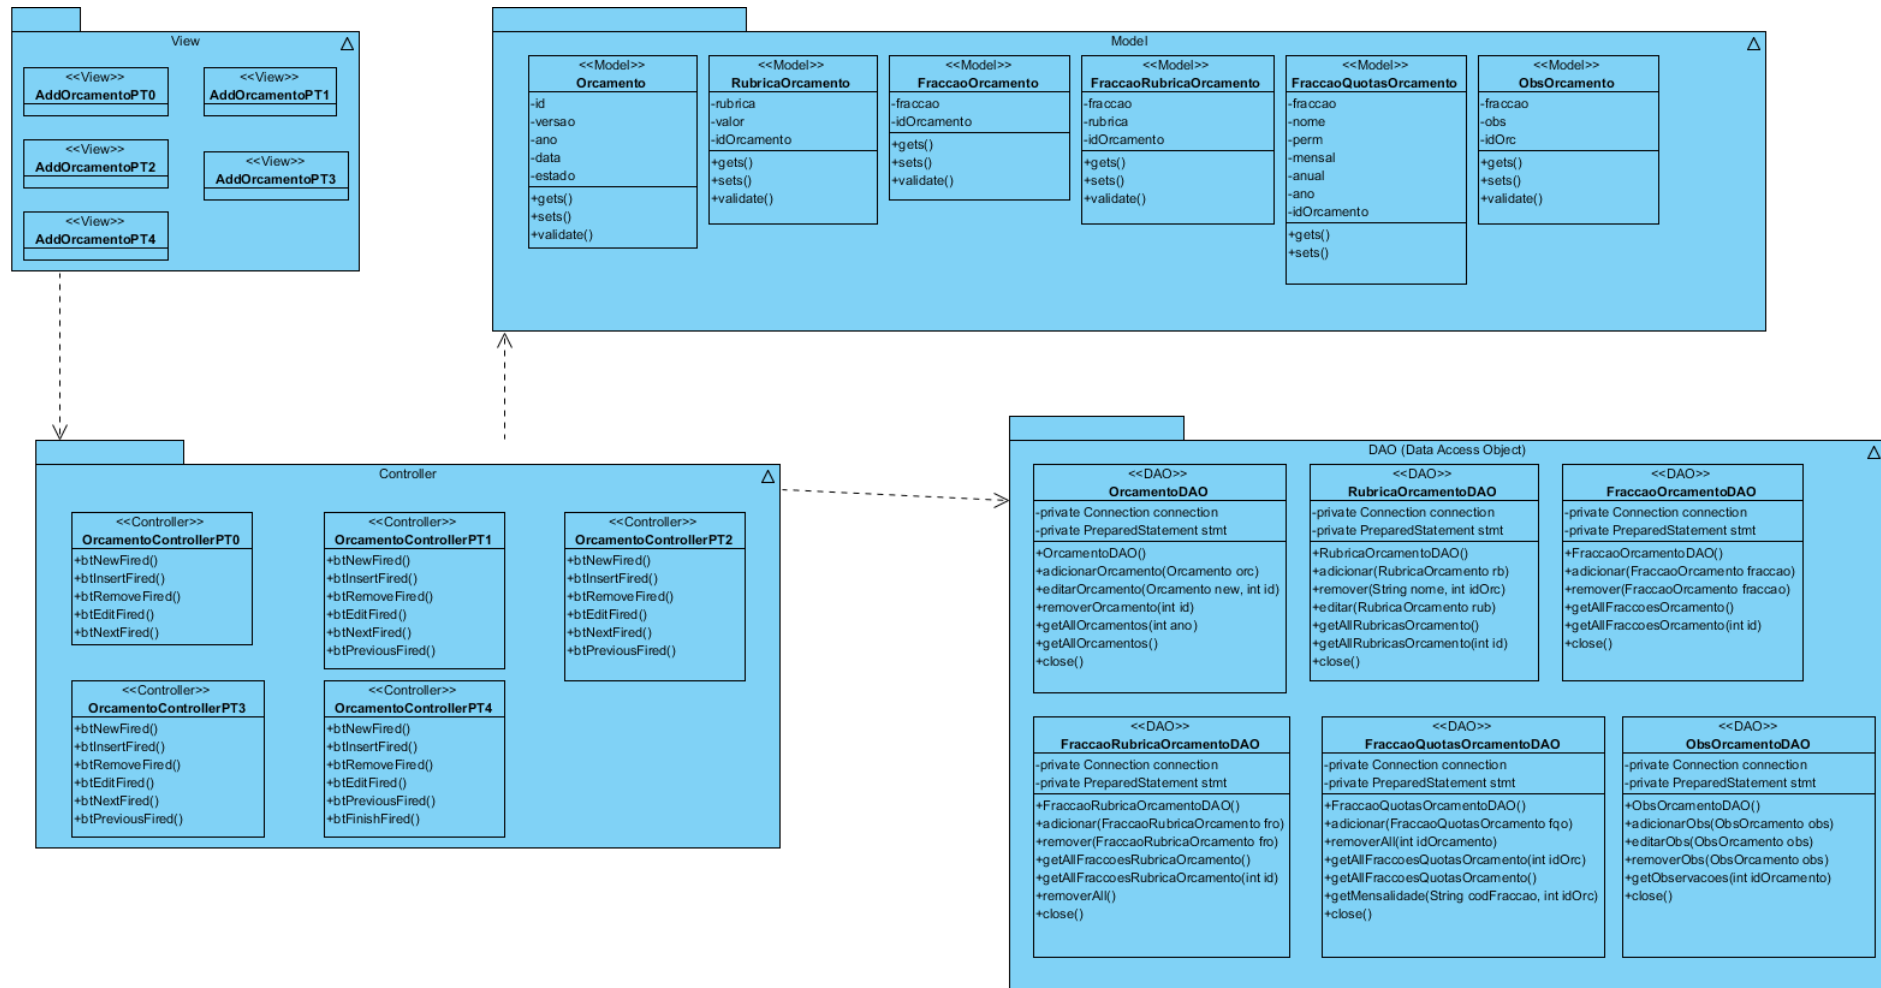 View
<<View>>
AddOrcamentoPT0
<<View>>
AddOrcamentoPT1
<<View>>
AddOrcamentoPT2
<<View>>
AddOrcamentoPT3
<<View>>
AddOrcamentoPT4
Model
<<Model>>
Orcamento
-id
-versao
-ano
-data
-estado
+gets()
+sets()
+validate()
<<Model>>
RubricaOrcamento
-rubrica
-valor
-idOrcamento
+gets()
+sets()
+validate()
<<Model>>
FraccaoOrcamento
-fraccao
-idOrcamento
+gets()
+sets()
+validate()
<<Model>>
FraccaoRubricaOrcamento
-fraccao
-rubrica
-idOrcamento
+gets()
+sets()
+validate()
<<Model>>
FraccaoQuotasOrcamento
-fraccao
-nome
-perm
-mensal
-anual
-ano
-idOrcamento
+gets()
+sets()
<<Model>>
ObsOrcamento
-fraccao
-obs
-idOrc
+gets()
+sets()
+validate()
Controller
<<Controller>>
OrcamentoControllerPT0
+btNewFired()
+btInsertFired()
+btRemoveFired()
+btEditFired()
+btNextFired()
<<Controller>>
OrcamentoControllerPT1
+btNewFired()
+btInsertFired()
+btRemoveFired()
+btEditFired()
+btNextFired()
+btPreviousFired()
<<Controller>>
OrcamentoControllerPT2
+btNewFired()
+btInsertFired()
+btRemoveFired()
+btEditFired()
+btNextFired()
+btPreviousFired()
<<Controller>>
OrcamentoControllerPT3
+btNewFired()
+btInsertFired()
+btRemoveFired()
+btEditFired()
+btNextFired()
+btPreviousFired()
<<Controller>>
OrcamentoControllerPT4
+btNewFired()
+btInsertFired()
+btRemoveFired()
+btEditFired()
+btPreviousFired()
+btFinishFired()
DAO (Data Access Object)
<<DAO>>
OrcamentoDAO
-private Connection connection
-private PreparedStatement stmt
+OrcamentoDAO()
+adicionarOrcamento(Orcamento orc)
+editarOrcamento(Orcamento new, int id)
+removerOrcamento(int id)
+getAllOrcamentos(int ano)
+getAllOrcamentos()
+close()
<<DAO>>
RubricaOrcamentoDAO
-private Connection connection
-private PreparedStatement stmt
+RubricaOrcamentoDAO()
+adicionar(RubricaOrcamento rb)
+remover(String nome, int idOrc)
+editar(RubricaOrcamento rub)
+getAllRubricasOrcamento()
+getAllRubricasOrcamento(int id)
+close()
<<DAO>>
FraccaoOrcamentoDAO
-private Connection connection
-private PreparedStatement stmt
+FraccaoOrcamentoDAO()
+adicionar(FraccaoOrcamento fraccao)
+remover(FraccaoOrcamento fraccao)
+getAllFraccoesOrcamento()
+getAllFraccoesOrcamento(int id)
+close()
<<DAO>>
FraccaoRubricaOrcamentoDAO
-private Connection connection
-private PreparedStatement stmt
+FraccaoRubricaOrcamentoDAO()
+adicionar(FraccaoRubricaOrcamento fro)
+remover(FraccaoRubricaOrcamento fro)
+getAllFraccoesRubricaOrcamento()
+getAllFraccoesRubricaOrcamento(int id)
+removerAll()
+close()
<<DAO>>
FraccaoQuotasOrcamentoDAO
-private Connection connection
-private PreparedStatement stmt
+FraccaoQuotasOrcamentoDAO()
+adicionar(FraccaoQuotasOrcamento fqo)
+removerAll(int idOrcamento)
+getAllFraccoesQuotasOrcamento(int idOrc)
+getAllFraccoesQuotasOrcamento()
+getMensalidade(String codFraccao, int idOrc)
+close()
<<DAO>>
ObsOrcamentoDAO
-private Connection connection
-private PreparedStatement stmt
+ObsOrcamentoDAO()
+adicionarObs(ObsOrcamento obs)
+editarObs(ObsOrcamento obs)
+removerObs(ObsOrcamento obs)
+getObservacoes(int idOrcamento)
+close()